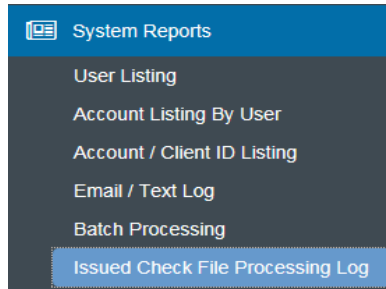 System Reports
User Listing
Account Listing By User
Account / Client ID Listing
Email / Text Log
Batch Processing
Issued Check File Processing Log